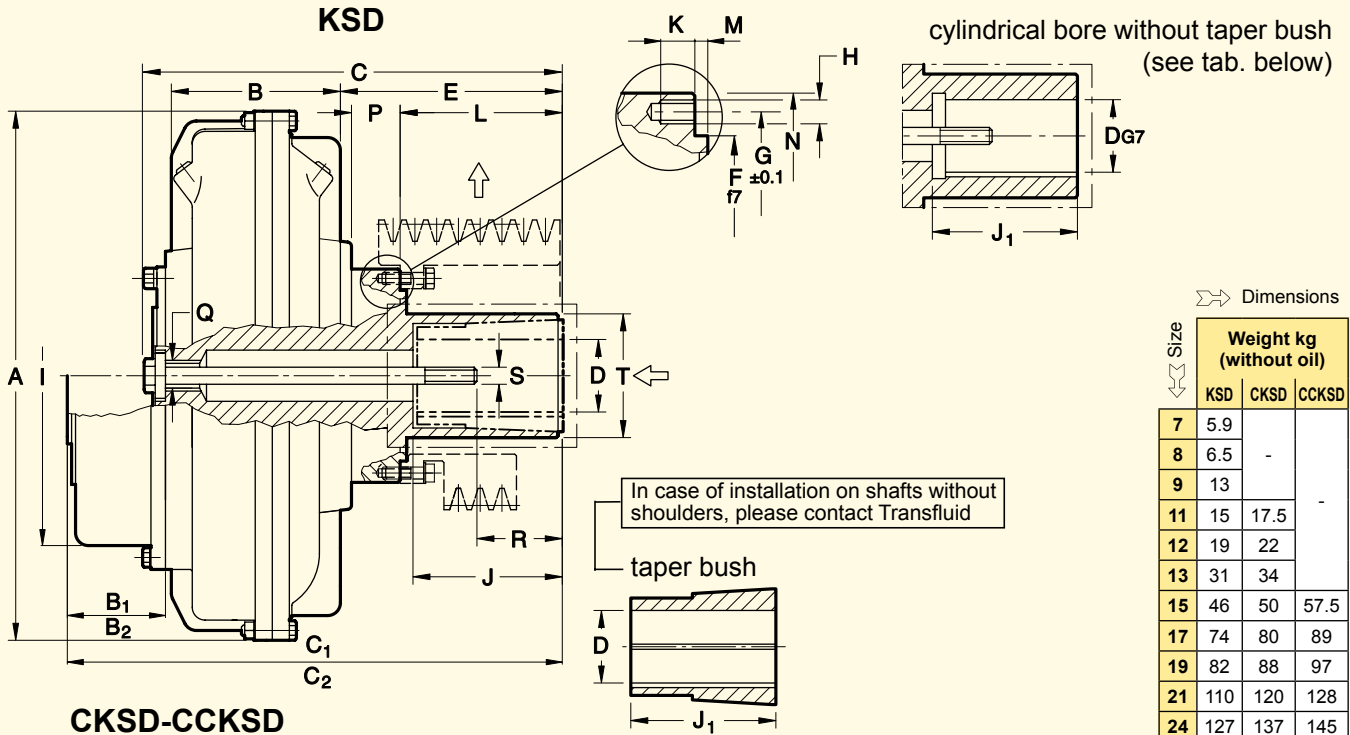 KSD
cylindrical bore without taper bush
(see tab. below)
K M
H
C
B E
P L
G ±0.1
N
F f7
DG7
J1
Q
A I
S D T
R
J
B1
B2
C1
C2
In case of installation on shafts without
shoulders, please contact Transfluid
taper bush
D
J1
CKSD-CCKSD
Dimensions
Size
Weight kg
(without oil)
KSD CKSD CCKSD
7 5.9 - -
8 6.5
9 13
11 15 17.5
12 19 22
13 31 34
15 46 50 57.5
17 74 80 89
19 82 88 97
21 110 120 128
24 127 137 145